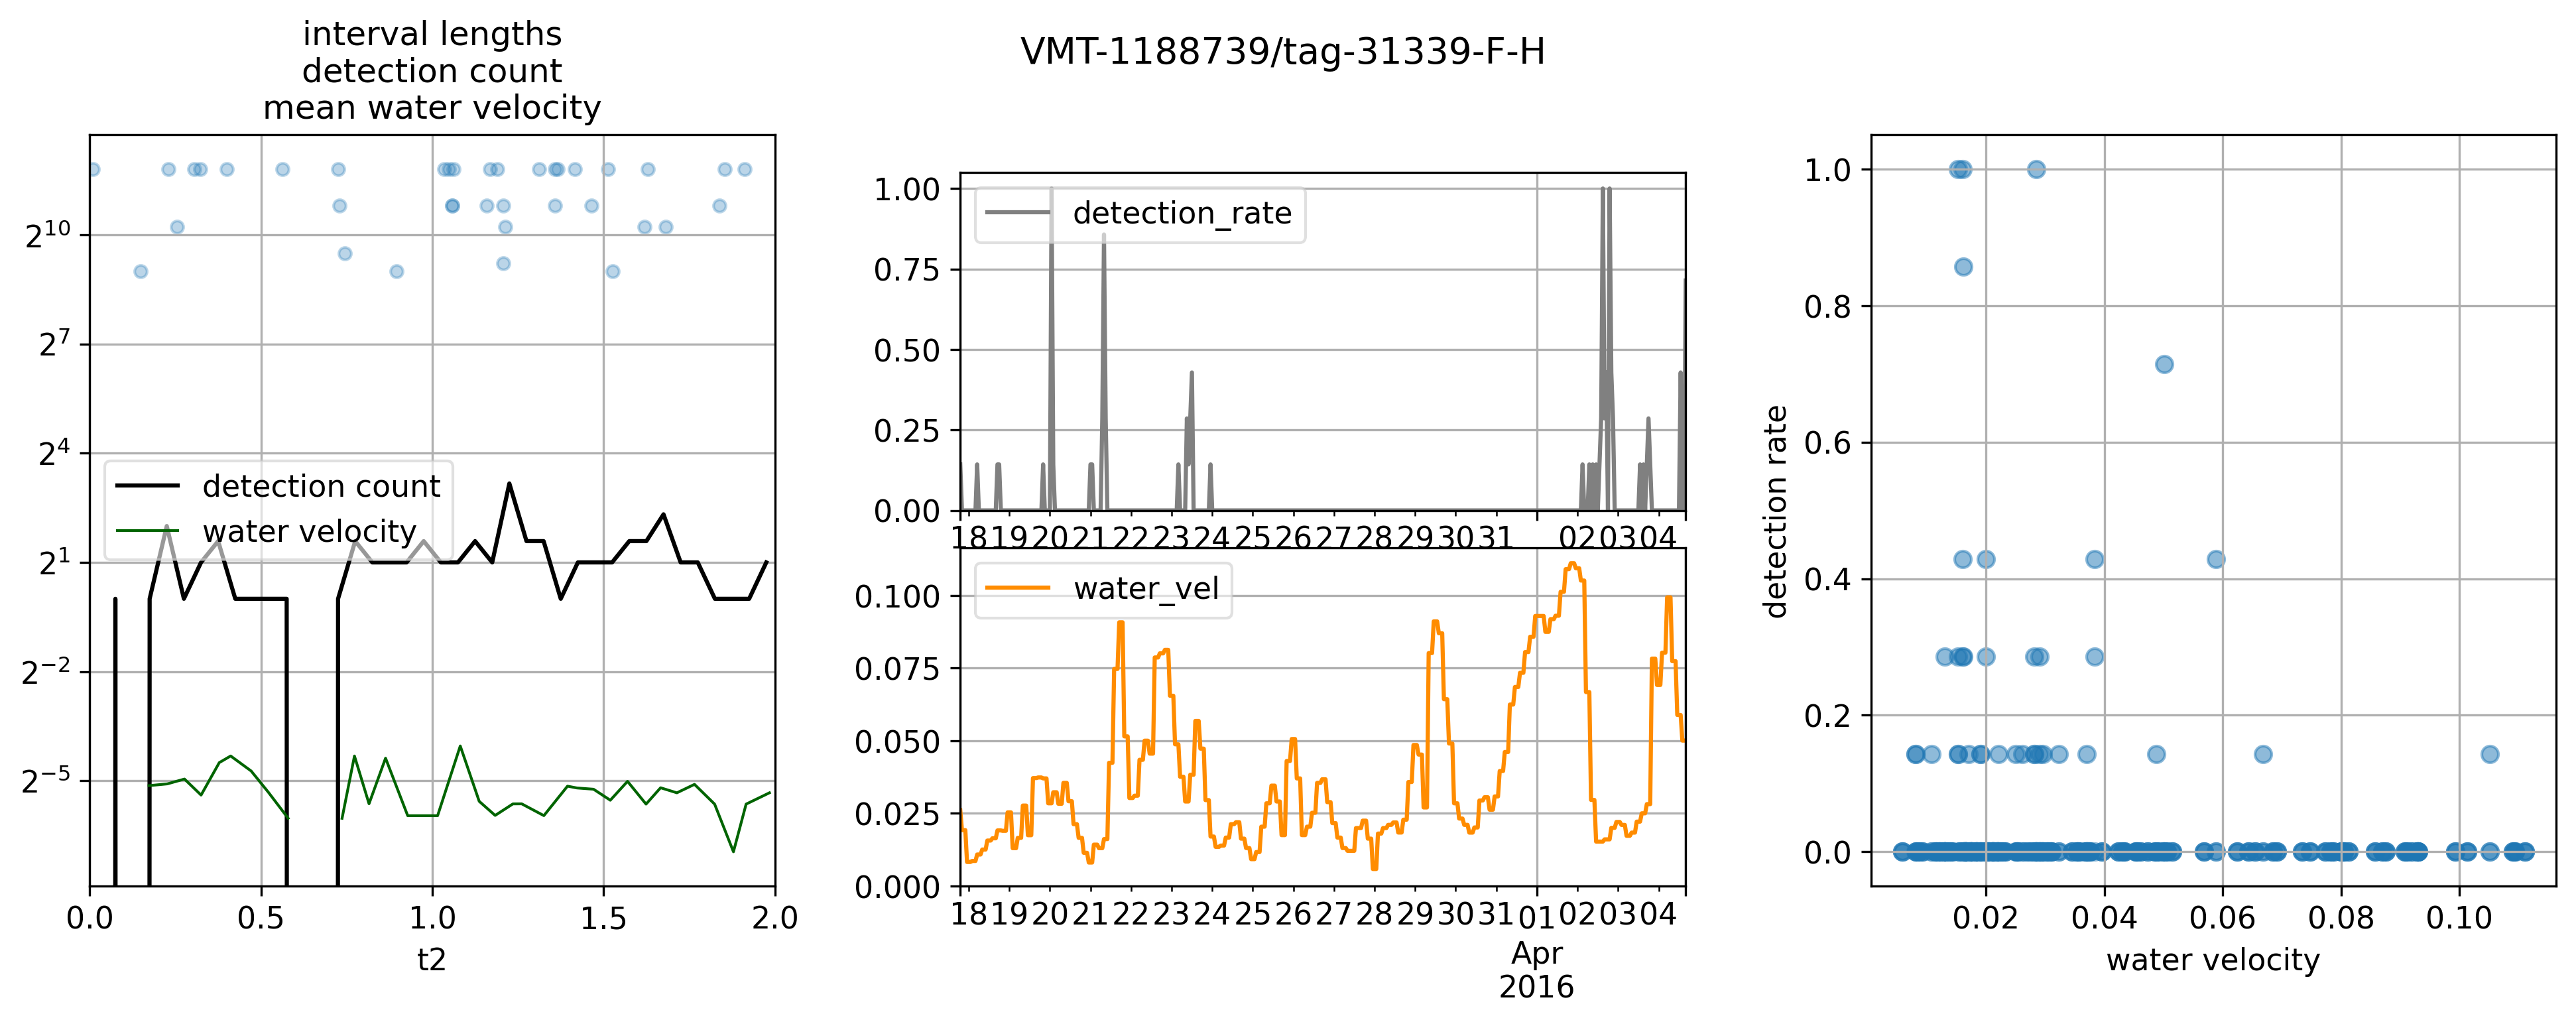 VMT-1188739/tag-31339-F-H
interval lengths
detection count
mean water velocity
2^10
2^7
2^4
2^1
2^-2
2^-5
detection count
water velocity
0.0 0.5 1.0 1.5 2.0
t2
1.00
0.75
0.50
0.25
0.00
detection_rate
18 19 20 21 22 23 24 25 26 27 28 29 30 31 02 03 04
0.100
0.075
0.050
0.025
0.000
water_vel
18 19 20 21 22 23 24 25 26 27 28 29 30 31 01 02 03 04
Apr
2016
detection rate
1.0
0.8
0.6
0.4
0.2
0.0
0.02 0.04 0.06 0.08 0.10
water velocity